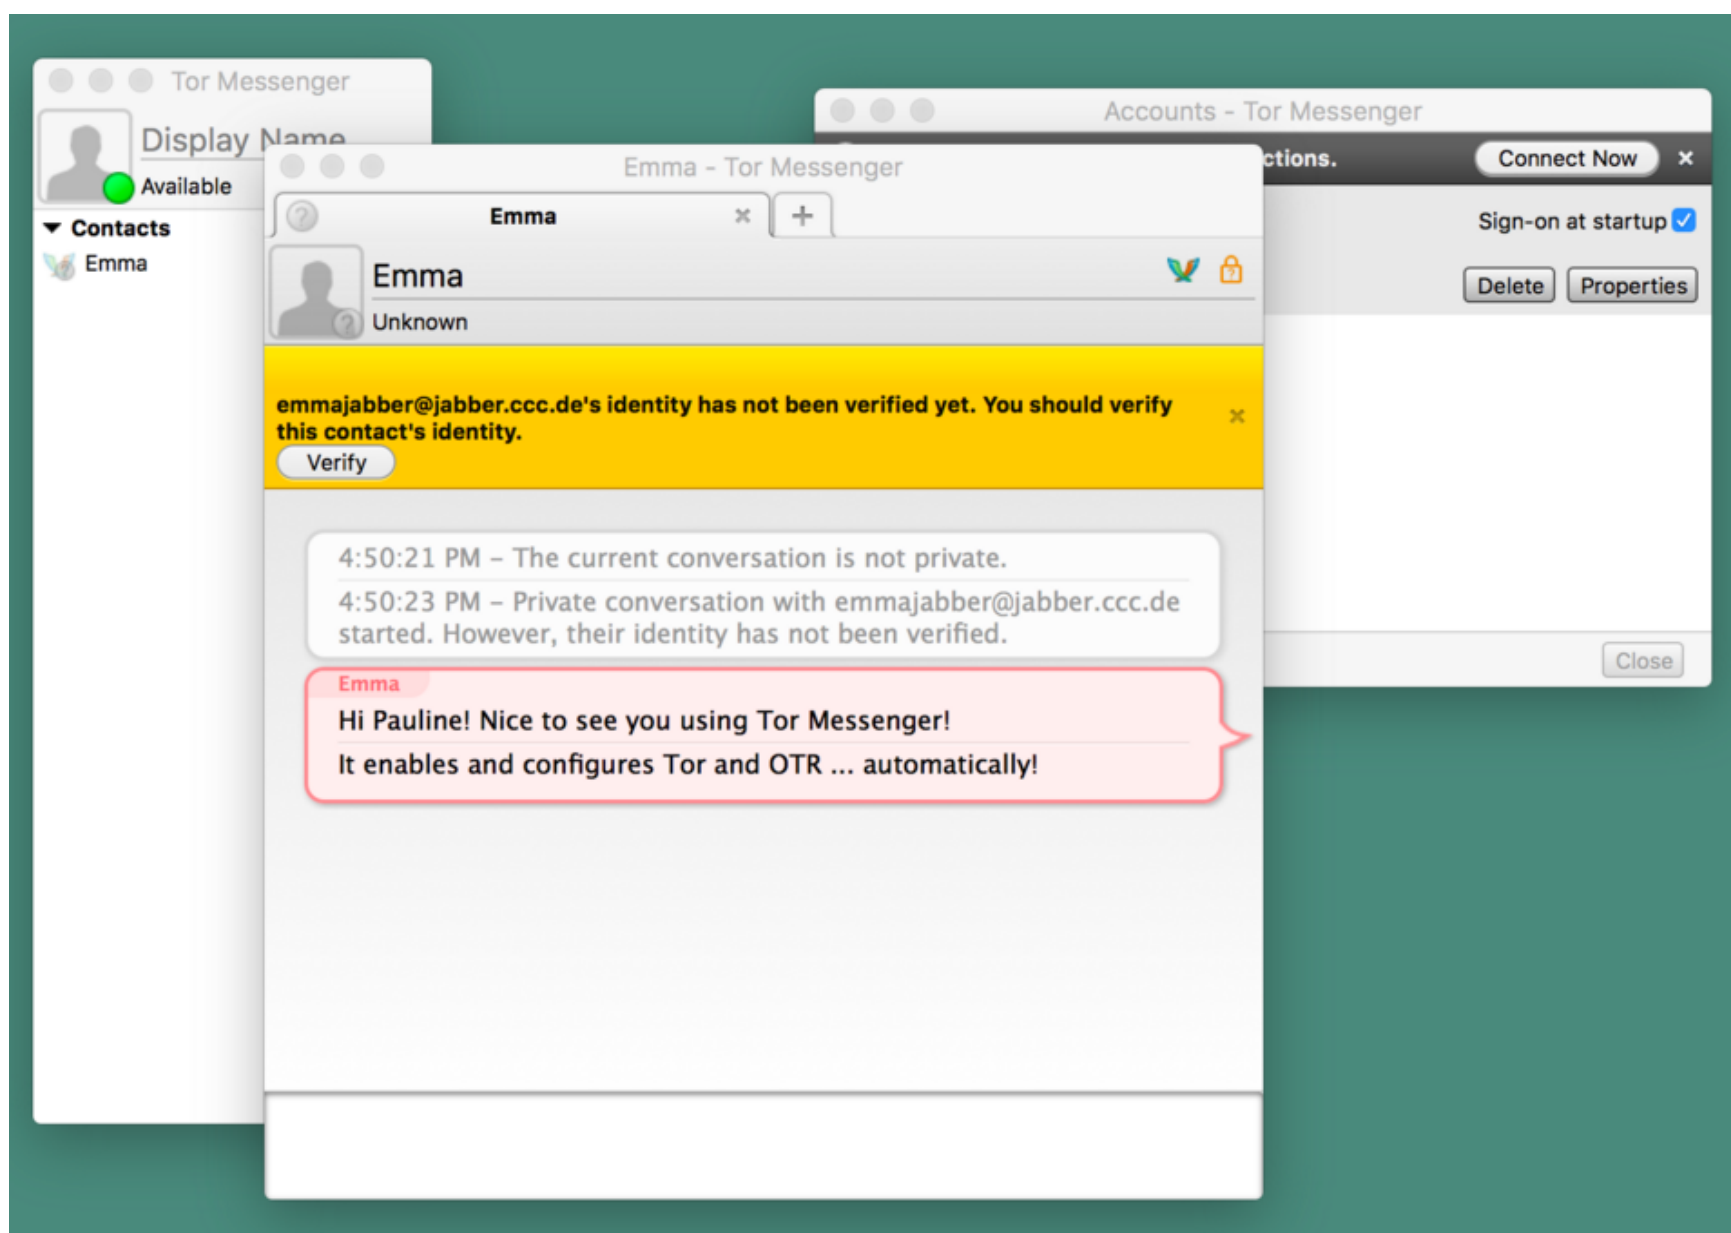 Tor Messenger
Display Name
Available
Contacts
Emma
Accounts - Tor Messenger
ctions.
Connect Now
Sign-on at startup
Delete
Properties
Close
Emma - Tor Messenger
Emma
Emma
Unknown
emmajabber@jabber.ccc.de's identity has not been verified yet. You should verify
this contact's identity.
Verify
4:50:21 PM – The current conversation is not private.
4:50:23 PM – Private conversation with emmajabber@jabber.ccc.de
started. However, their identity has not been verified.
Emma
Hi Pauline! Nice to see you using Tor Messenger!
It enables and configures Tor and OTR ... automatically!